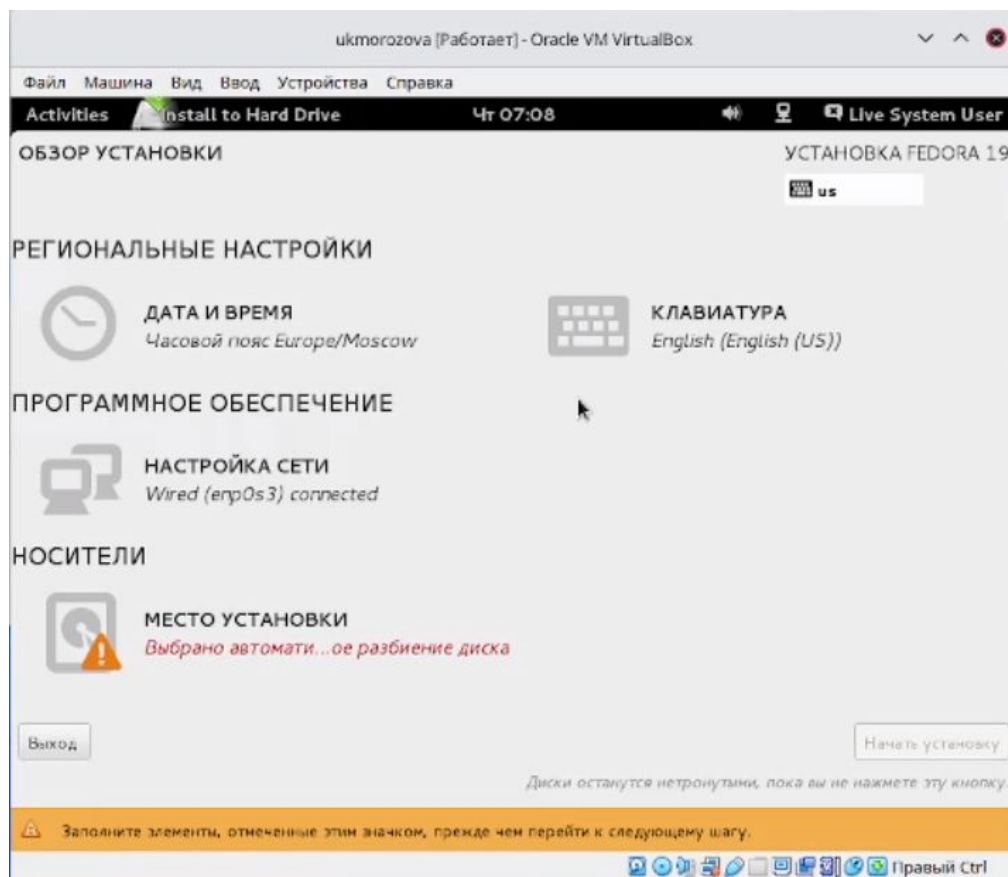 ukmorozova [Работает] - Oracle VM VirtualBox
Файл Машина Вид Ввод Устройства Справка
Activities Install to Hard Drive Чт 07:08 Live System User
ОБЗОР УСТАНОВКИ УСТАНОВКА FEDORA 19
us
РЕГИОНАЛЬНЫЕ НАСТРОЙКИ
ДАТА И ВРЕМЯ КЛАВИАТУРА
Часовой пояс Europe/Moscow English (English (US))
ПРОГРАММНОЕ ОБЕСПЕЧЕНИЕ
НАСТРОЙКА СЕТИ
Wired (enp0s3) connected
НОСИТЕЛИ
МЕСТО УСТАНОВКИ
Выбрано автомати...ое разбиение диска
Выход Начать установку
Диски останутся нетронутыми, пока вы не нажмете эту кнопку.
Заполните элементы, отмеченные этим значком, прежде чем перейти к следующему шагу.
Правый Ctrl